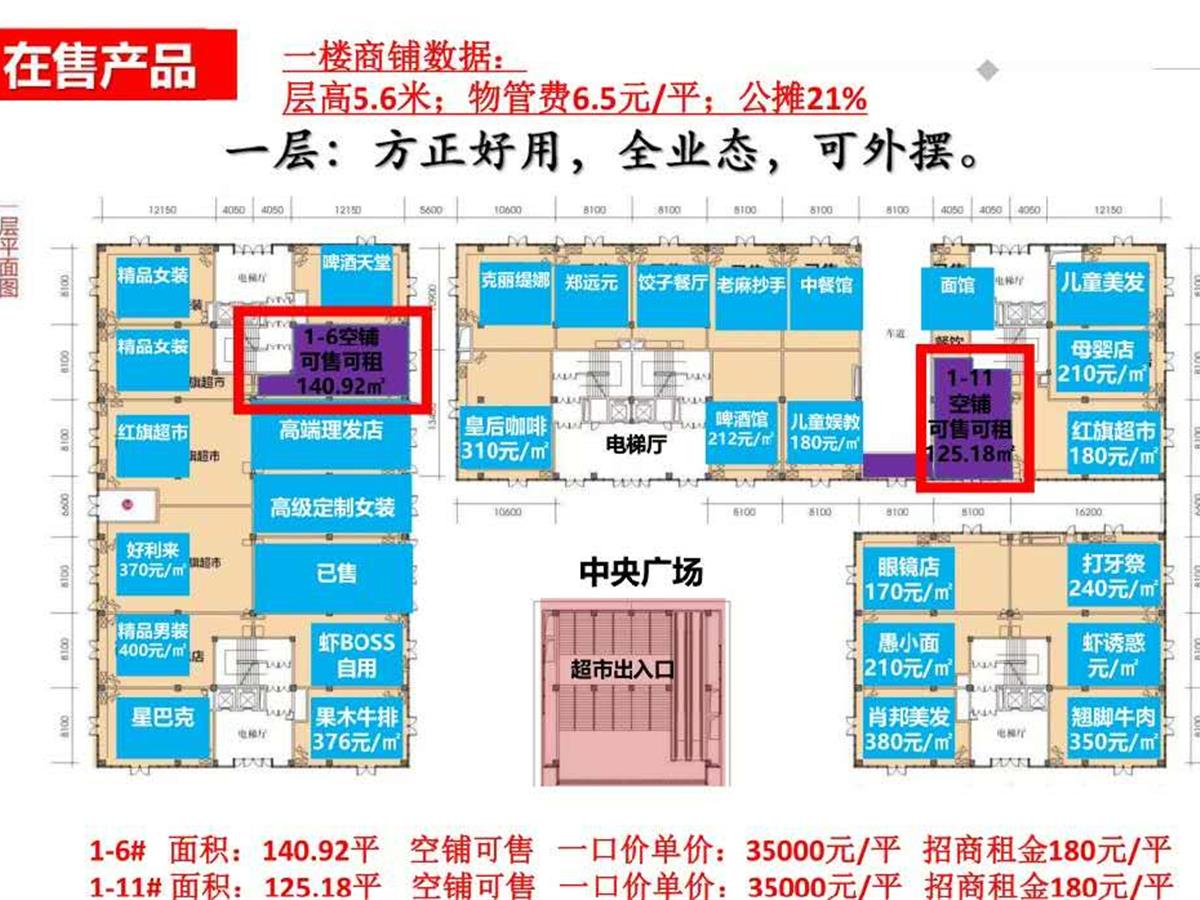 在售产品
一楼商铺数据：
层高5.6米；物管费6.5元/平；公摊21%
一层：方正好用，全业态，可外摆。
一层平面图
12150 4050 4050 12150 5600 10600 8100 8100 8100 8100 8100 4050 4050 4050 12150
精品女装
电梯厅
啤酒天堂
克丽缇娜
郑远元
饺子餐厅
老麻抄手
中餐馆
面馆
电梯厅
儿童美发
精品女装
1-6空铺
可售可租
140.92㎡
车道
餐饮
母婴店
210元/㎡
1-11
空铺
可售可租
125.18㎡
红旗超市
高端理发店
皇后咖啡
310元/㎡
电梯厅
啤酒馆
212元/㎡
儿童娱教
180元/㎡
红旗超市
180元/㎡
高级定制女装
10600 8100 8100 8100 8100 16200
好利来
370元/㎡
已售
中央广场
眼镜店
170元/㎡
打牙祭
240元/㎡
精品男装
400元/㎡
虾BOSS
自用
超市出入口
愚小面
210元/㎡
虾诱惑
元/㎡
星巴克
电梯厅
果木牛排
376元/㎡
肖邦美发
380元/㎡
电梯厅
翘脚牛肉
350元/㎡
1-6# 面积：140.92平 空铺可售 一口价单价：35000元/平 招商租金180元/平
1-11# 面积：125.18平 空铺可售 一口价单价：35000元/平 招商租金180元/平